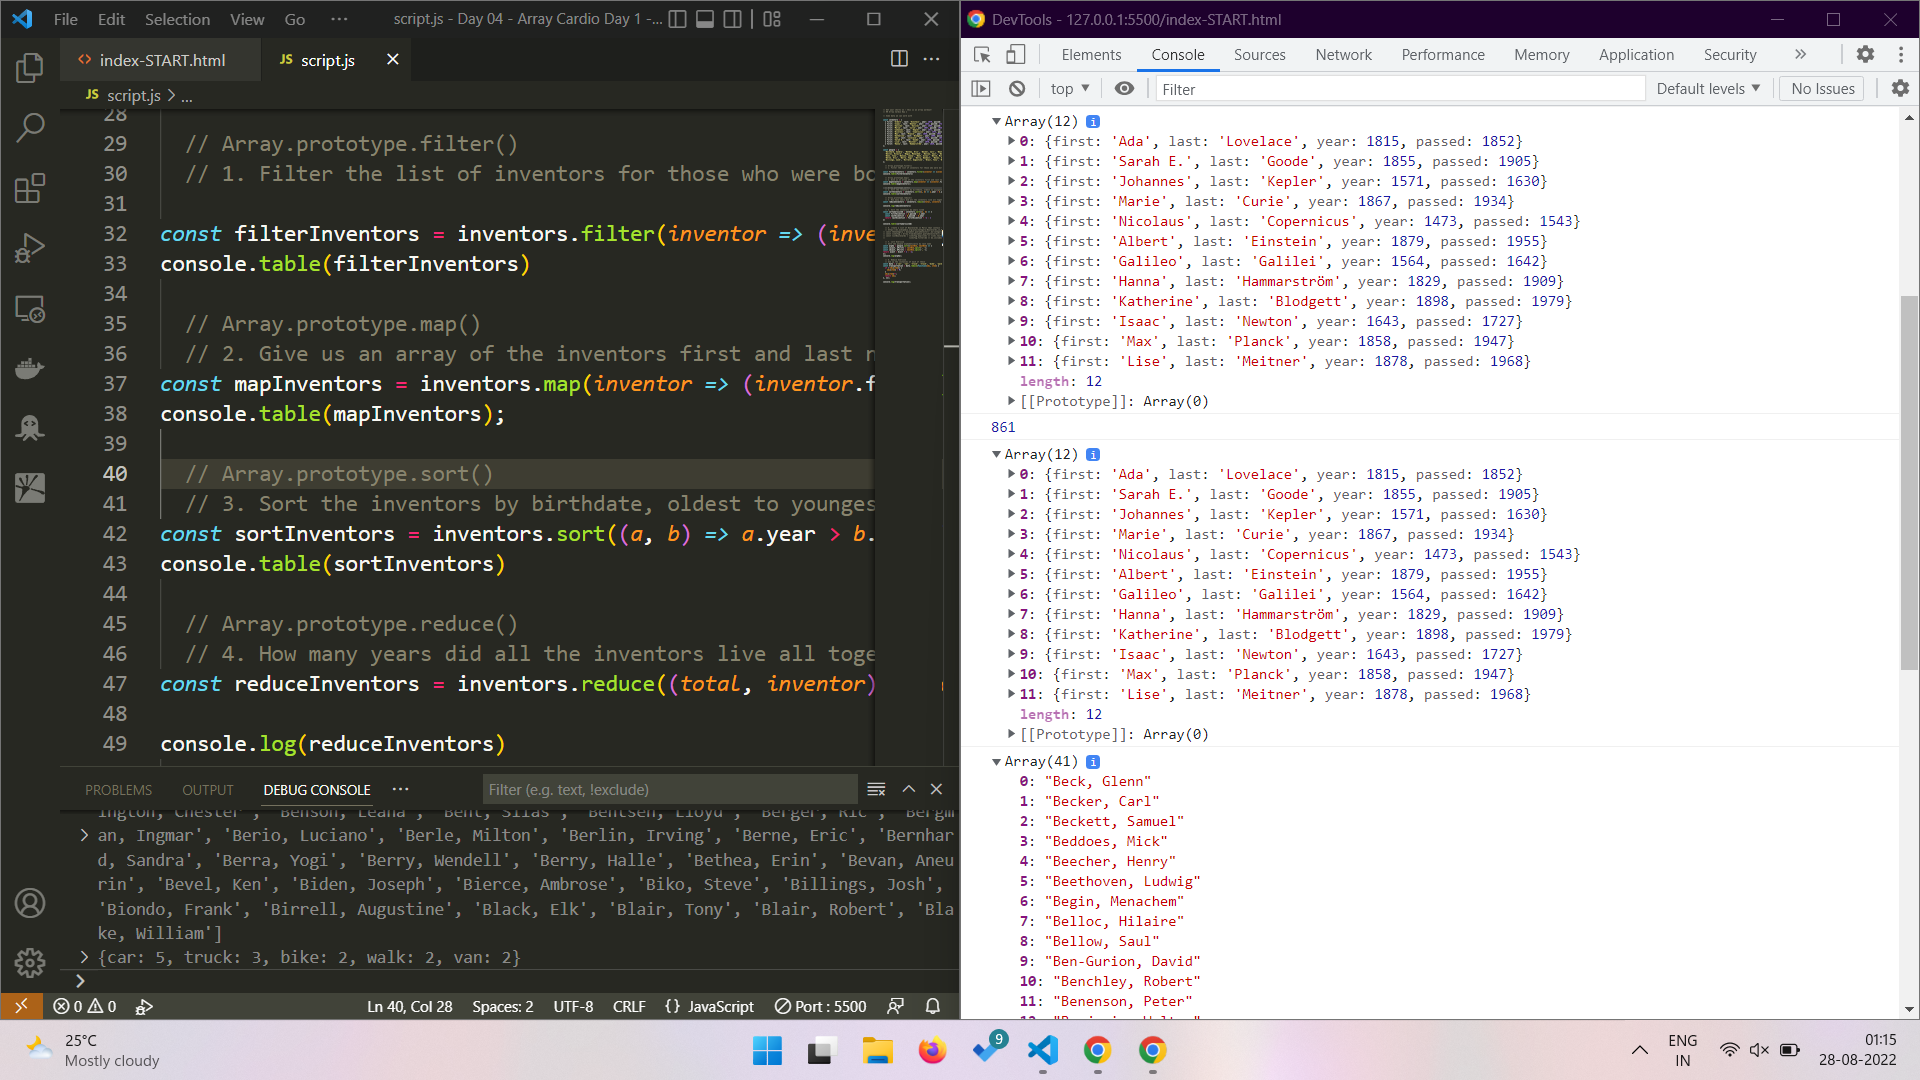 File Edit Selection View Go ··· script.js - Day 04 - Array Cardio Day 1 -...
index-START.html
JS script.js
JS script.js > ...
28
29 // Array.prototype.filter()
30 // 1. Filter the list of inventors for those who were bo
31
32 const filterInventors = inventors.filter(inventor => (inve
33 console.table(filterInventors)
34
35 // Array.prototype.map()
36 // 2. Give us an array of the inventors first and last n
37 const mapInventors = inventors.map(inventor => (inventor.f
38 console.table(mapInventors);
39
40 // Array.prototype.sort()
41 // 3. Sort the inventors by birthdate, oldest to younges
42 const sortInventors = inventors.sort((a, b) => a.year > b.
43 console.table(sortInventors)
44
45 // Array.prototype.reduce()
46 // 4. How many years did all the inventors live all toge
47 const reduceInventors = inventors.reduce((total, inventor)
48
49 console.log(reduceInventors)
PROBLEMS OUTPUT DEBUG CONSOLE ··· Filter (e.g. text, !exclude)
ington, Chester', 'Benson, Leana', 'Bent, Silas', 'Bentsen, Lloyd', 'Berger, Ric', 'Bergm
an, Ingmar', 'Berio, Luciano', 'Berle, Milton', 'Berlin, Irving', 'Berne, Eric', 'Bernhar
d, Sandra', 'Berra, Yogi', 'Berry, Wendell', 'Berry, Halle', 'Bethea, Erin', 'Bevan, Aneu
rin', 'Bevel, Ken', 'Biden, Joseph', 'Bierce, Ambrose', 'Biko, Steve', 'Billings, Josh',
'Biondo, Frank', 'Birrell, Augustine', 'Black, Elk', 'Blair, Tony', 'Blair, Robert', 'Bla
ke, William']
{car: 5, truck: 3, bike: 2, walk: 2, van: 2}
0 0 Ln 40, Col 28 Spaces: 2 UTF-8 CRLF {} JavaScript Port : 5500
DevTools - 127.0.0.1:5500/index-START.html
Elements Console Sources Network Performance Memory Application Security »
top Filter Default levels No Issues
Array(12) i
0: {first: 'Ada', last: 'Lovelace', year: 1815, passed: 1852}
1: {first: 'Sarah E.', last: 'Goode', year: 1855, passed: 1905}
2: {first: 'Johannes', last: 'Kepler', year: 1571, passed: 1630}
3: {first: 'Marie', last: 'Curie', year: 1867, passed: 1934}
4: {first: 'Nicolaus', last: 'Copernicus', year: 1473, passed: 1543}
5: {first: 'Albert', last: 'Einstein', year: 1879, passed: 1955}
6: {first: 'Galileo', last: 'Galilei', year: 1564, passed: 1642}
7: {first: 'Hanna', last: 'Hammarström', year: 1829, passed: 1909}
8: {first: 'Katherine', last: 'Blodgett', year: 1898, passed: 1979}
9: {first: 'Isaac', last: 'Newton', year: 1643, passed: 1727}
10: {first: 'Max', last: 'Planck', year: 1858, passed: 1947}
11: {first: 'Lise', last: 'Meitner', year: 1878, passed: 1968}
length: 12
[[Prototype]]: Array(0)
861
Array(12) i
0: {first: 'Ada', last: 'Lovelace', year: 1815, passed: 1852}
1: {first: 'Sarah E.', last: 'Goode', year: 1855, passed: 1905}
2: {first: 'Johannes', last: 'Kepler', year: 1571, passed: 1630}
3: {first: 'Marie', last: 'Curie', year: 1867, passed: 1934}
4: {first: 'Nicolaus', last: 'Copernicus', year: 1473, passed: 1543}
5: {first: 'Albert', last: 'Einstein', year: 1879, passed: 1955}
6: {first: 'Galileo', last: 'Galilei', year: 1564, passed: 1642}
7: {first: 'Hanna', last: 'Hammarström', year: 1829, passed: 1909}
8: {first: 'Katherine', last: 'Blodgett', year: 1898, passed: 1979}
9: {first: 'Isaac', last: 'Newton', year: 1643, passed: 1727}
10: {first: 'Max', last: 'Planck', year: 1858, passed: 1947}
11: {first: 'Lise', last: 'Meitner', year: 1878, passed: 1968}
length: 12
[[Prototype]]: Array(0)
Array(41) i
0: "Beck, Glenn"
1: "Becker, Carl"
2: "Beckett, Samuel"
3: "Beddoes, Mick"
4: "Beecher, Henry"
5: "Beethoven, Ludwig"
6: "Begin, Menachem"
7: "Belloc, Hilaire"
8: "Bellow, Saul"
9: "Ben-Gurion, David"
10: "Benchley, Robert"
11: "Benenson, Peter"
25°C
Mostly cloudy
9
ENG
IN
01:15
28-08-2022